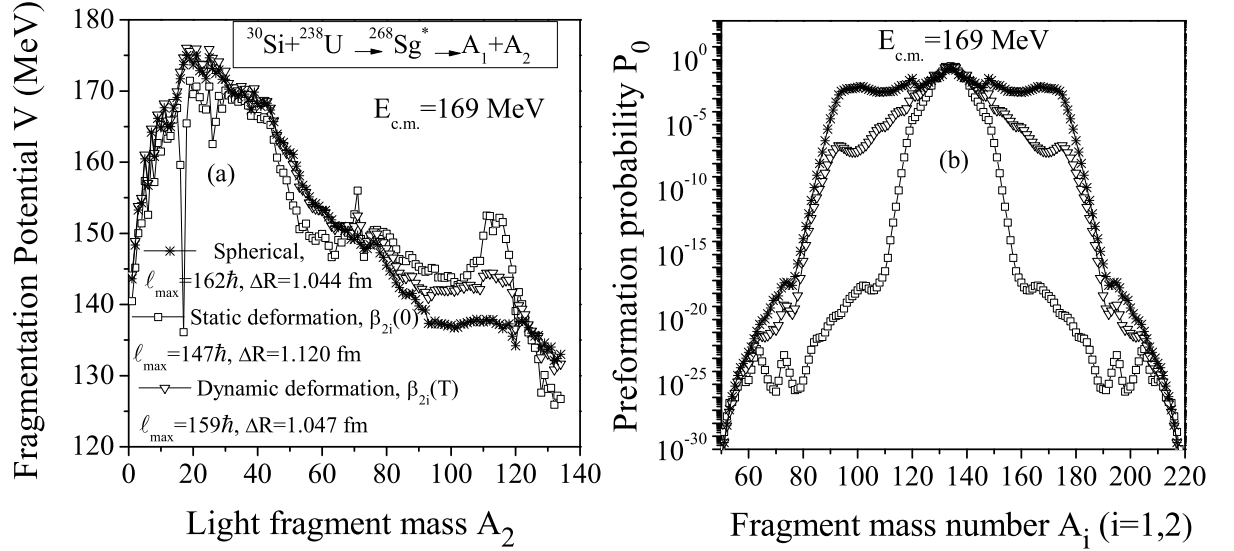 ³⁰Si+²³⁸U → ²⁶⁸Sg* → A₁+A₂
E_c.m.=169 MeV
(a)
Spherical,
ℓ_max=162ħ, ΔR=1.044 fm
Static deformation, β₂ᵢ(0)
ℓ_max=147ħ, ΔR=1.120 fm
Dynamic deformation, β₂ᵢ(T)
ℓ_max=159ħ, ΔR=1.047 fm
Fragmentation Potential V (MeV)
180
170
160
150
140
130
120
0 20 40 60 80 100 120 140
Light fragment mass A₂
E_c.m.=169 MeV
(b)
Preformation probability P₀
10⁰
10⁻⁵
10⁻¹⁰
10⁻¹⁵
10⁻²⁰
10⁻²⁵
10⁻³⁰
60 80 100 120 140 160 180 200 220
Fragment mass number Aᵢ (i=1,2)